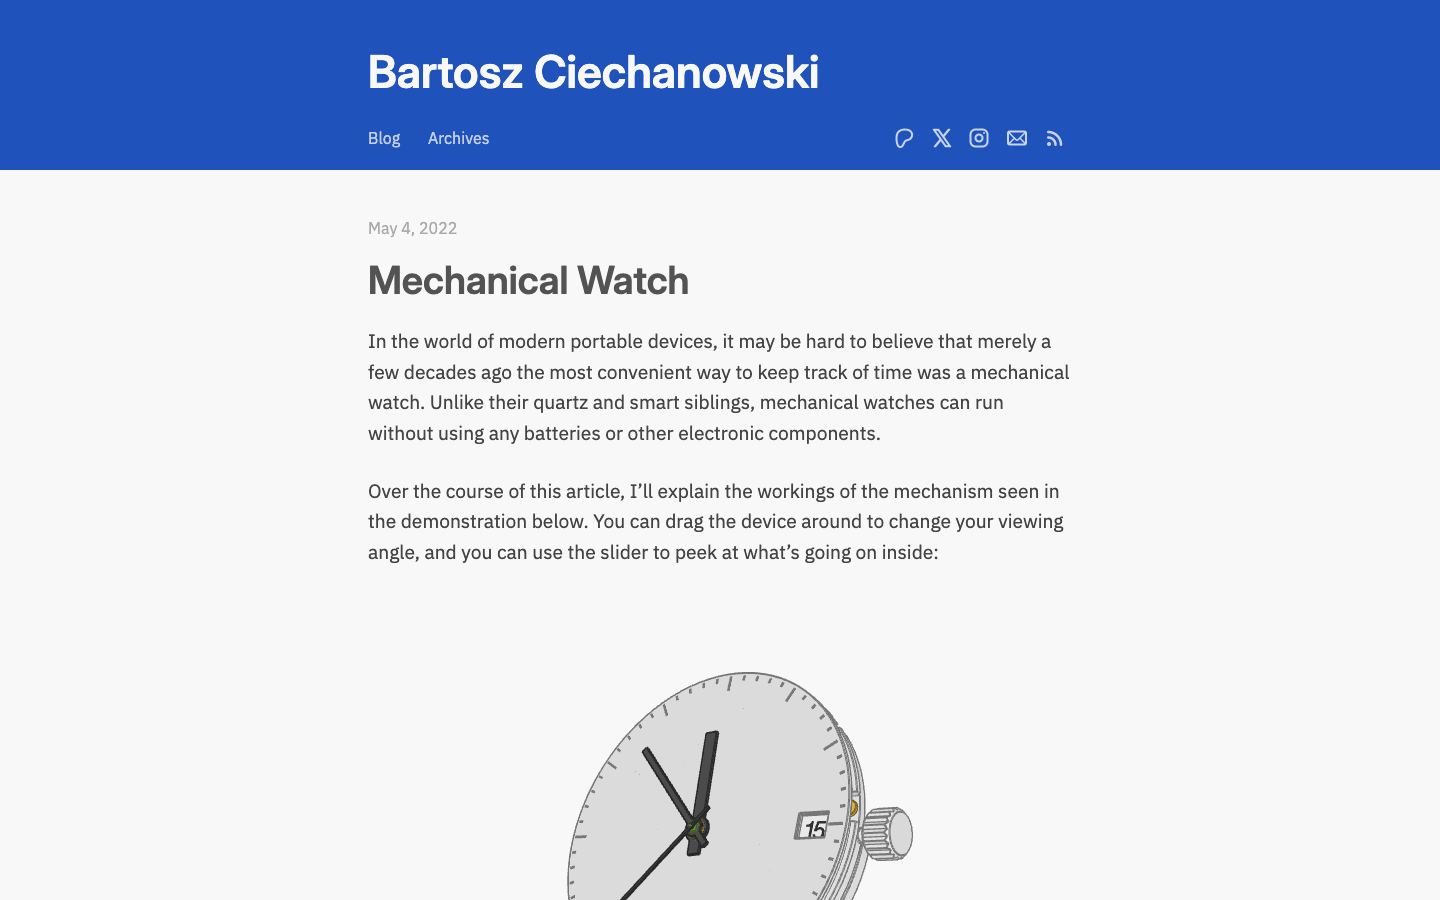 Bartosz Ciechanowski
Blog Archives
May 4, 2022
Mechanical Watch
In the world of modern portable devices, it may be hard to believe that merely a
few decades ago the most convenient way to keep track of time was a mechanical
watch. Unlike their quartz and smart siblings, mechanical watches can run
without using any batteries or other electronic components.
Over the course of this article, I’ll explain the workings of the mechanism seen in
the demonstration below. You can drag the device around to change your viewing
angle, and you can use the slider to peek at what’s going on inside:
15